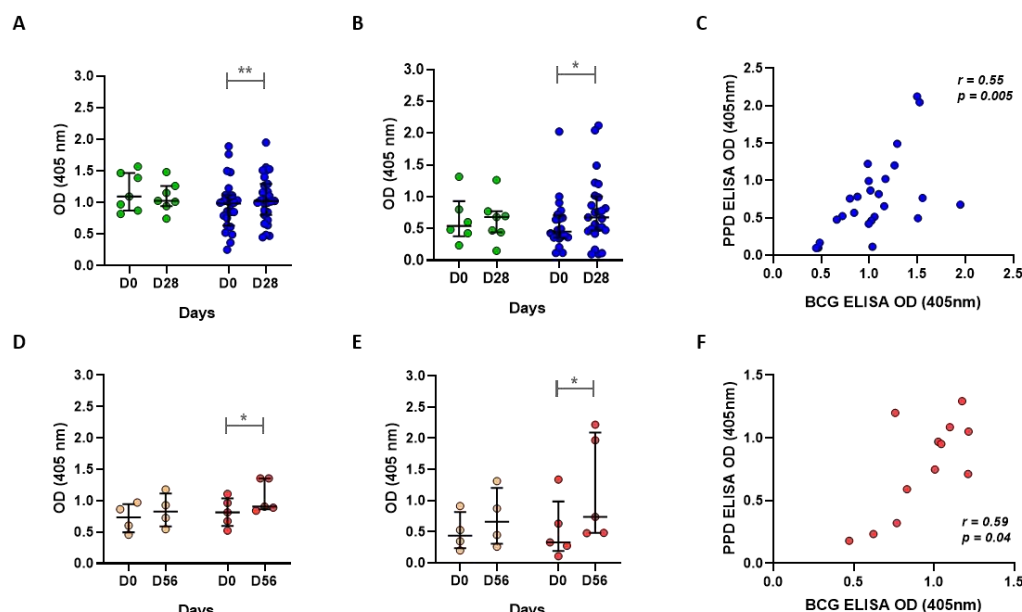 A
B
C
3.0
2.5
2.0
1.5
1.0
0.5
0.0
OD (405 nm)
**
D0 D28 D0 D28
Days
3.0
2.5
2.0
1.5
1.0
0.5
0.0
OD (405 nm)
*
D0 D28 D0 D28
Days
2.5
2.0
1.5
1.0
0.5
0.0
PPD ELISA OD (405nm)
r = 0.55
p = 0.005
0.0 0.5 1.0 1.5 2.0 2.5
BCG ELISA OD (405nm)
D
E
F
3.0
2.5
2.0
1.5
1.0
0.5
0.0
OD (405 nm)
*
D0 D56 D0 D56
Days
3.0
2.5
2.0
1.5
1.0
0.5
0.0
OD (405 nm)
*
D0 D56 D0 D56
Days
1.5
1.0
0.5
0.0
PPD ELISA OD (405nm)
r = 0.59
p = 0.04
0.0 0.5 1.0 1.5
BCG ELISA OD (405nm)